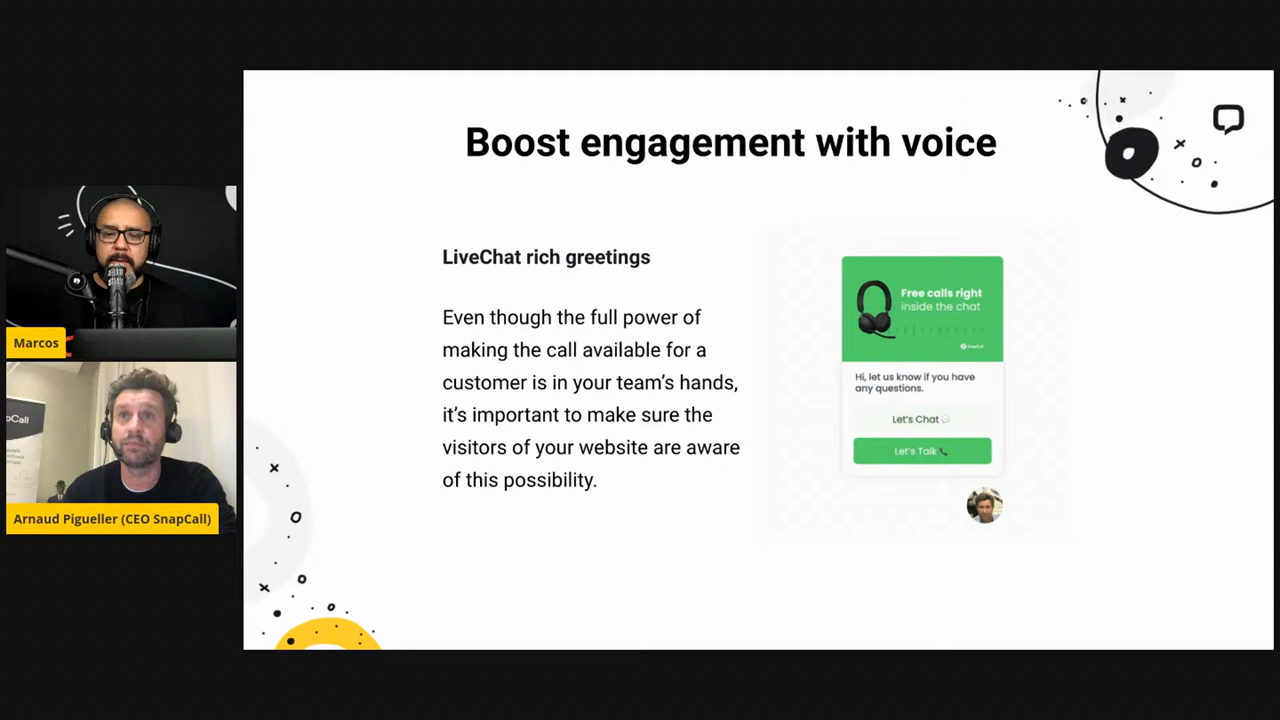 Boost engagement with voice
LiveChat rich greetings
Even though the full power of
making the call available for a
customer is in your team’s hands,
it’s important to make sure the
visitors of your website are aware
of this possibility.
Free calls right
inside the chat
SnapCall
Hi, let us know if you have
any questions.
Let's Chat
Let's Talk
Marcos
pCall
Arnaud Pigueller (CEO SnapCall)